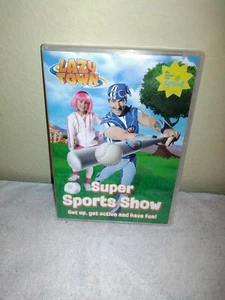 LAZY
TOWN
Super
Sports Show
Get up, get active and have fun!